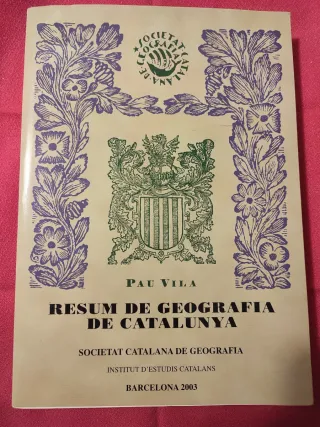 SOCIETAT CATALANA DE GEOGRAFIA
PAU VILA
RESUM DE GEOGRAFIA
DE CATALUNYA
SOCIETAT CATALANA DE GEOGRAFIA
INSTITUT D'ESTUDIS CATALANS
BARCELONA 2003